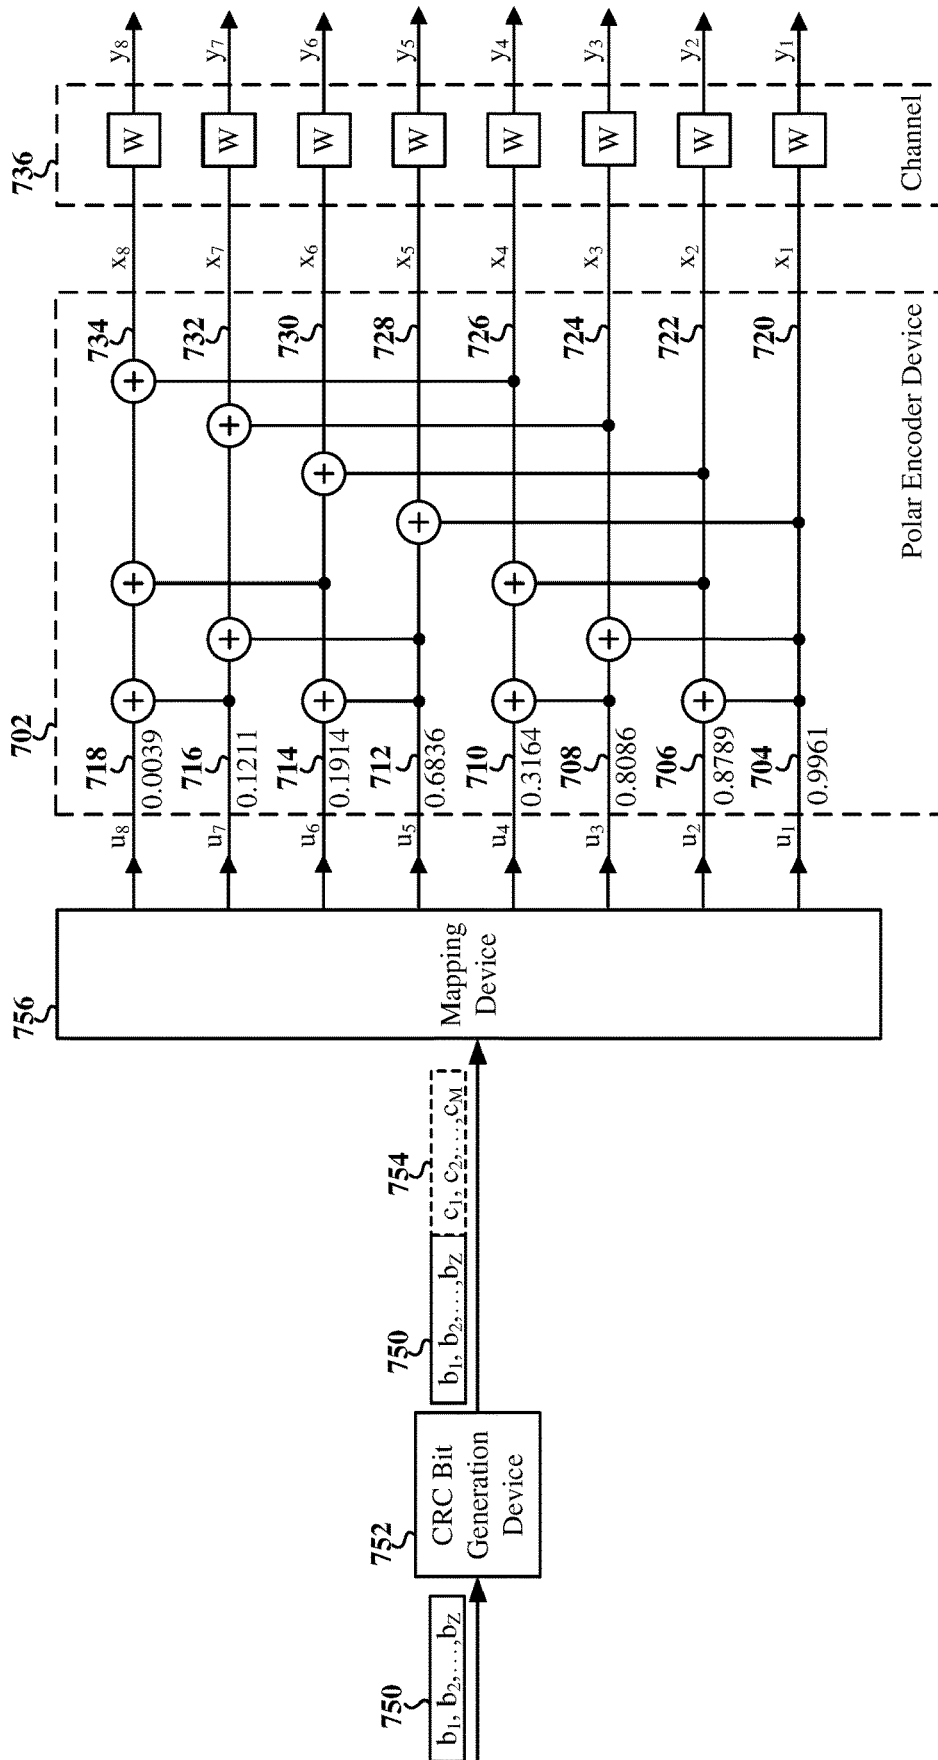 750
b1, b2,...,bZ
752
CRC Bit
Generation
Device
750
b1, b2,...,bZ
754
c1, c2,...,cM
756
Mapping
Device
u8
u7
u6
u5
u4
u3
u2
u1
702
718
0.0039
716
0.1211
714
0.1914
712
0.6836
710
0.3164
708
0.8086
706
0.8789
704
0.9961
+
+
+
+
+
+
+
+
+
+
+
+
734
732
730
728
726
724
722
720
Polar Encoder Device
x8
x7
x6
x5
x4
x3
x2
x1
736
W
W
W
W
W
W
W
W
Channel
y8
y7
y6
y5
y4
y3
y2
y1